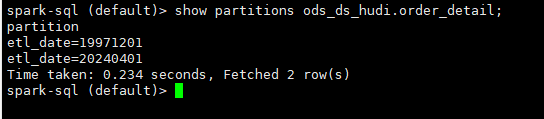 spark-sql (default)> show partitions ods_ds_hudi.order_detail;
partition
etl_date=19971201
etl_date=20240401
Time taken: 0.234 seconds, Fetched 2 row(s)
spark-sql (default)>